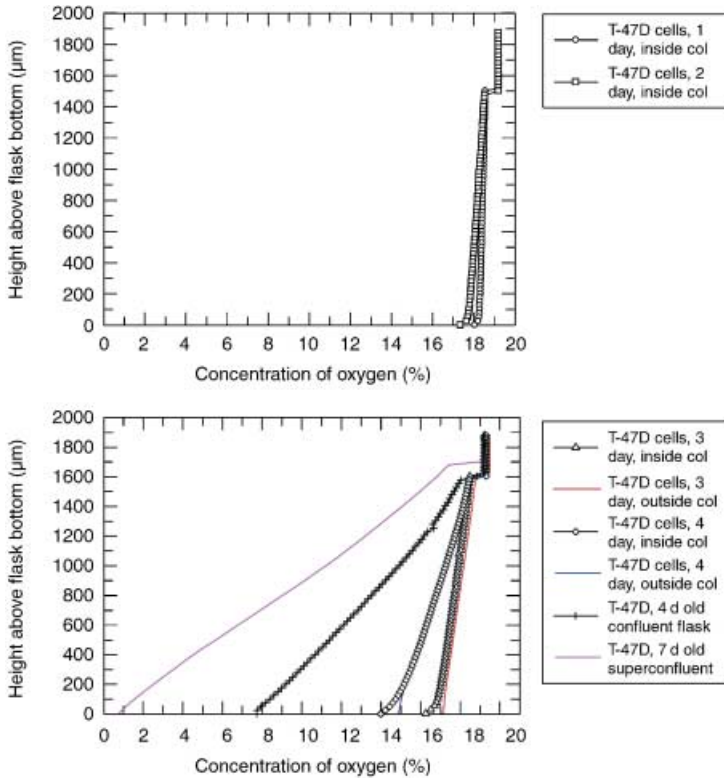 2000
1800
1600
1400
1200
1000
800
600
400
200
0
Height above flask bottom (μm)
0 2 4 6 8 10 12 14 16 18 20
Concentration of oxygen (%)
T-47D cells, 1
day, inside col
T-47D cells, 2
day, inside col
2000
1800
1600
1400
1200
1000
800
600
400
200
0
Height above flask bottom (μm)
0 2 4 6 8 10 12 14 16 18 20
Concentration of oxygen (%)
T-47D cells, 3
day, inside col
T-47D cells, 3
day, outside col
T-47D cells, 4
day, inside col
T-47D cells, 4
day, outside col
T-47D, 4 d old
confluent flask
T-47D, 7 d old
superconfluent